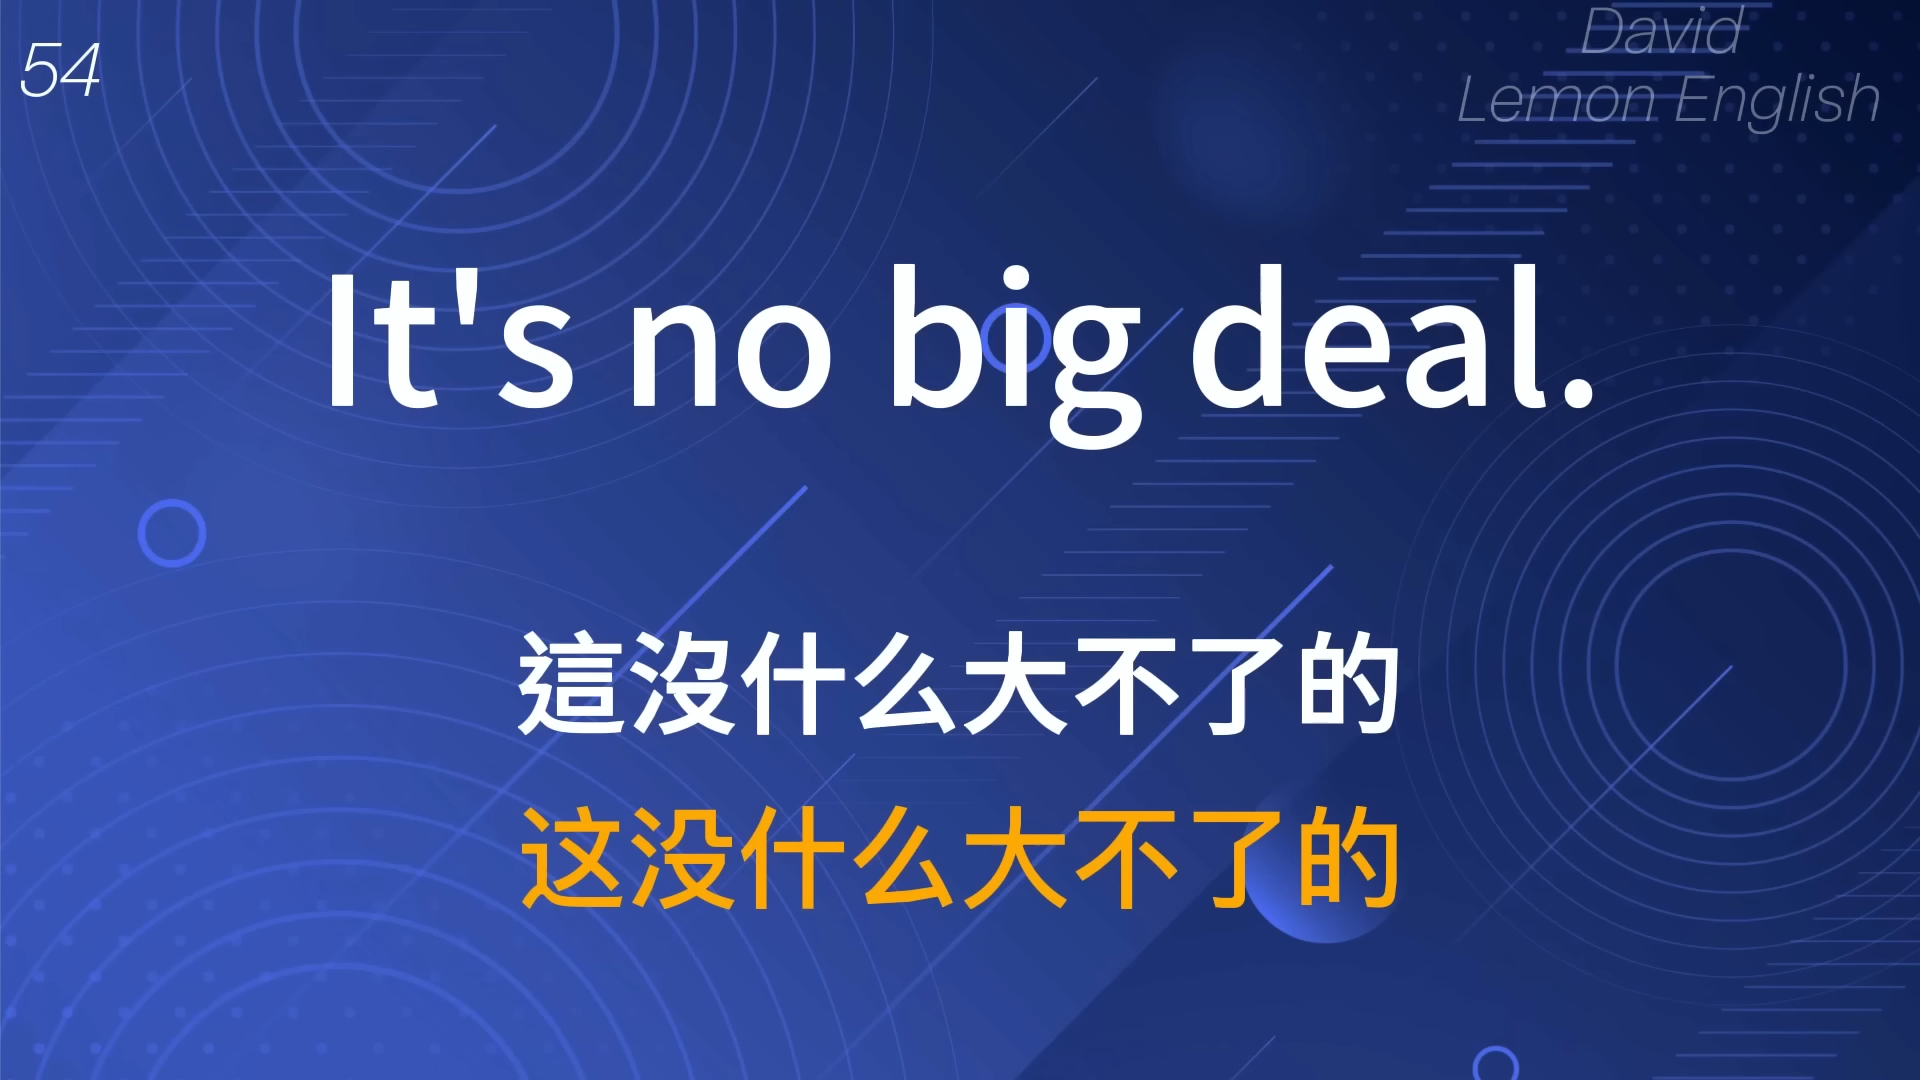 54
David
Lemon English
It's no big deal.
這沒什么大不了的
这没什么大不了的